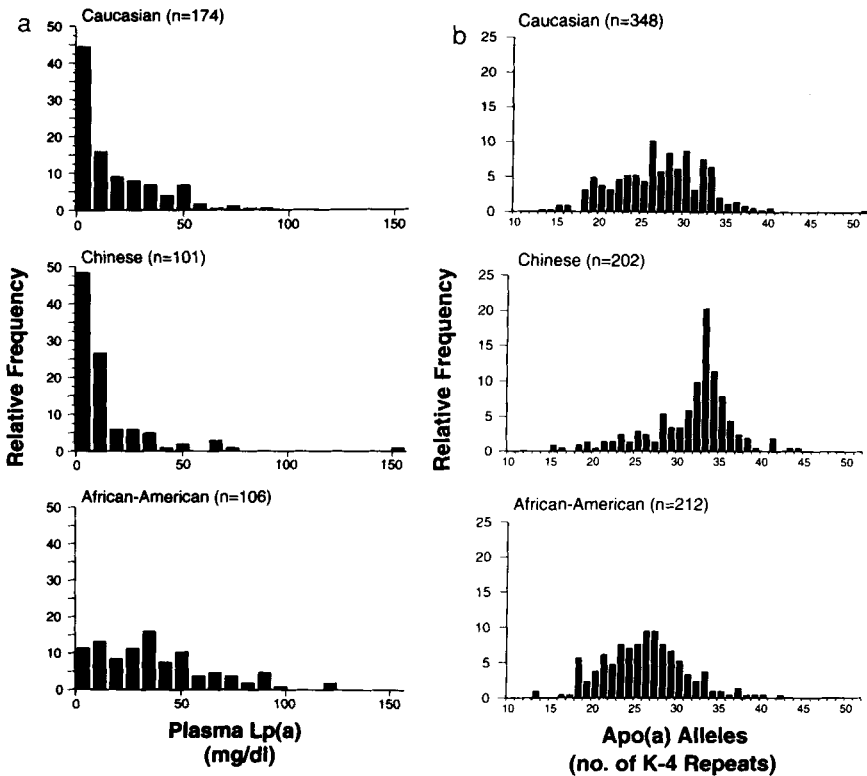 a
Caucasian (n=174)
50
40
30
20
10
0
0 50 100 150
Chinese (n=101)
50
40
30
20
10
0
0 50 100 150
African-American (n=106)
50
40
30
20
10
0
0 50 100 150
Relative Frequency
Plasma Lp(a)
(mg/dl)
b
Caucasian (n=348)
25
20
15
10
5
0
10 15 20 25 30 35 40 45 50
Chinese (n=202)
25
20
15
10
5
0
10 15 20 25 30 35 40 45 50
African-American (n=212)
25
20
15
10
5
0
10 15 20 25 30 35 40 45 50
Relative Frequency
Apo(a) Alleles
(no. of K-4 Repeats)